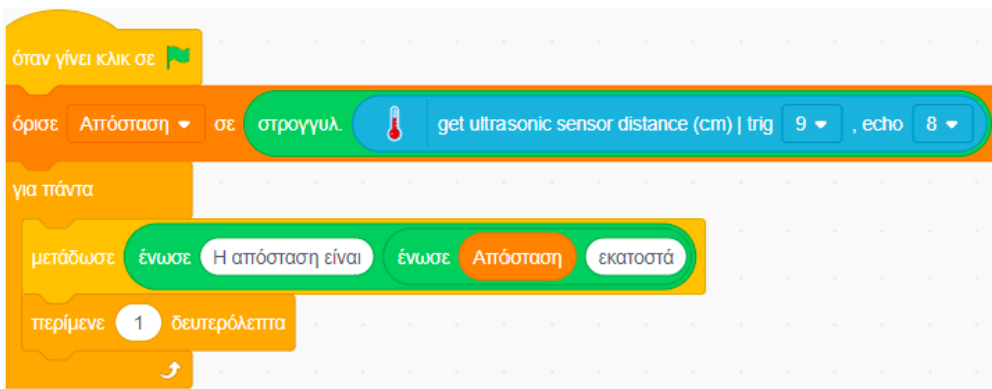 όταν γίνει κλικ σε
όρισε Απόσταση σε στρογγυλ. get ultrasonic sensor distance (cm) | trig 9 , echo 8
για πάντα
μετάδωσε ένωσε Η απόσταση είναι ένωσε Απόσταση εκατοστά
περίμενε 1 δευτερόλεπτα